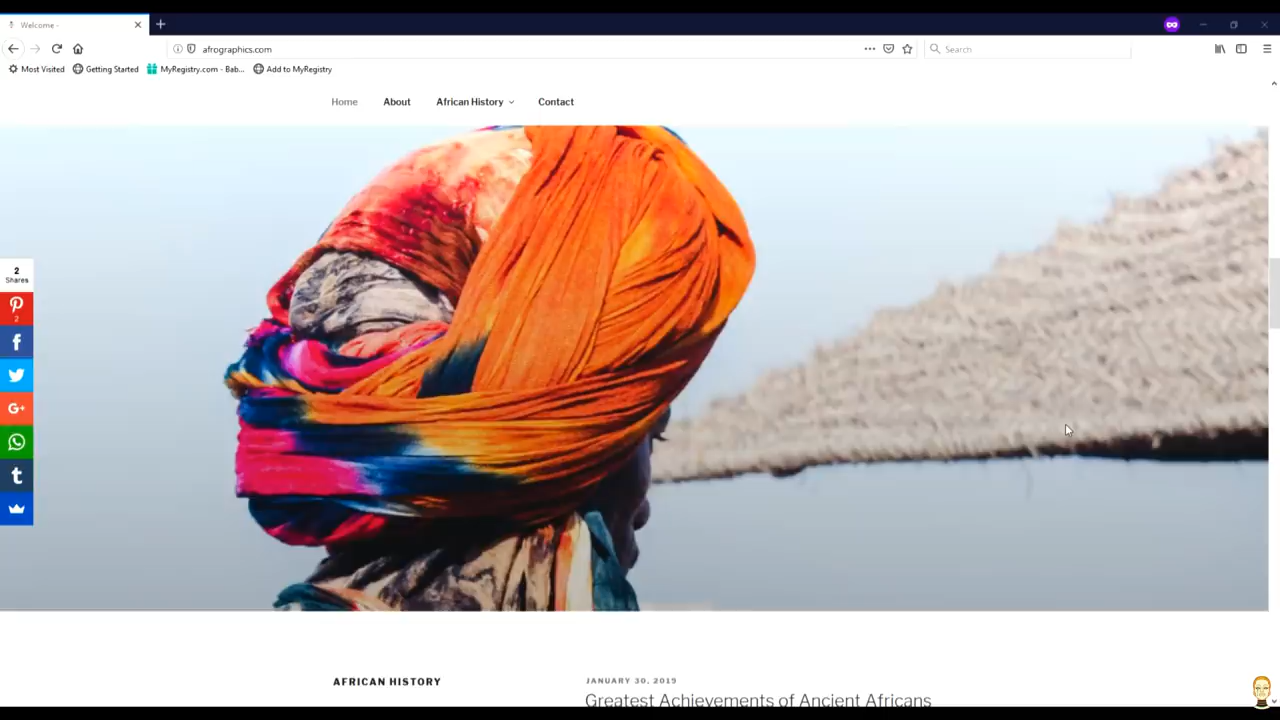 Welcome -
afrographics.com
Search
Most Visited
Getting Started
MyRegistry.com - Bab...
Add to MyRegistry
Home
About
African History
Contact
2
Shares
2
G+
AFRICAN HISTORY
JANUARY 30, 2019
Greatest Achievements of Ancient Africans